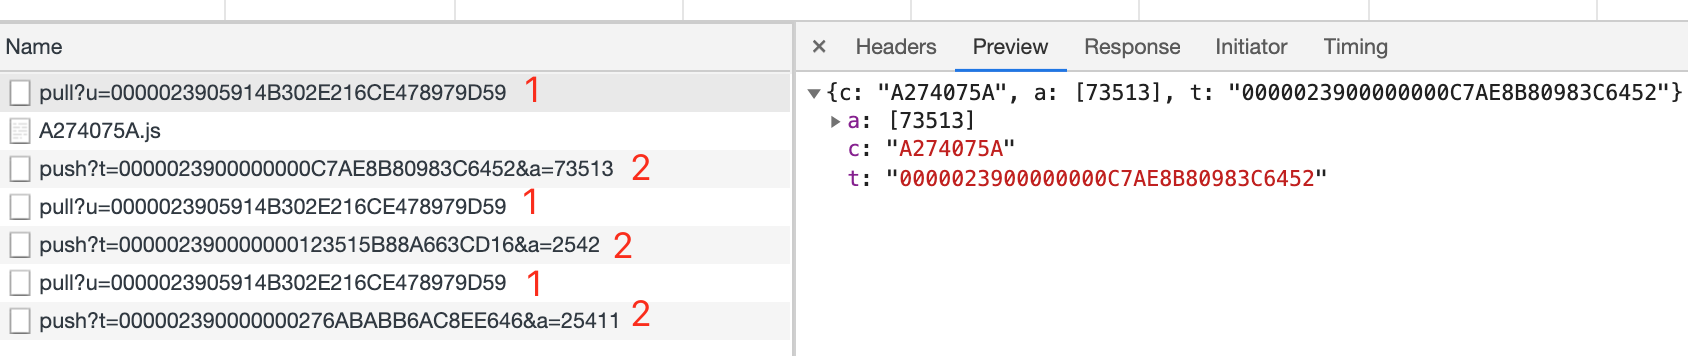 Name
pull?u=0000023905914B302E216CE478979D59 1
A274075A.js
push?t=0000023900000000C7AE8B80983C6452&a=73513 2
pull?u=0000023905914B302E216CE478979D59 1
push?t=000002390000000123515B88A663CD16&a=2542 2
pull?u=0000023905914B302E216CE478979D59 1
push?t=000002390000000276ABABB6AC8EE646&a=25411 2
× Headers Preview Response Initiator Timing
▼{c: "A274075A", a: [73513], t: "0000023900000000C7AE8B80983C6452"}
▶a: [73513]
c: "A274075A"
t: "0000023900000000C7AE8B80983C6452"